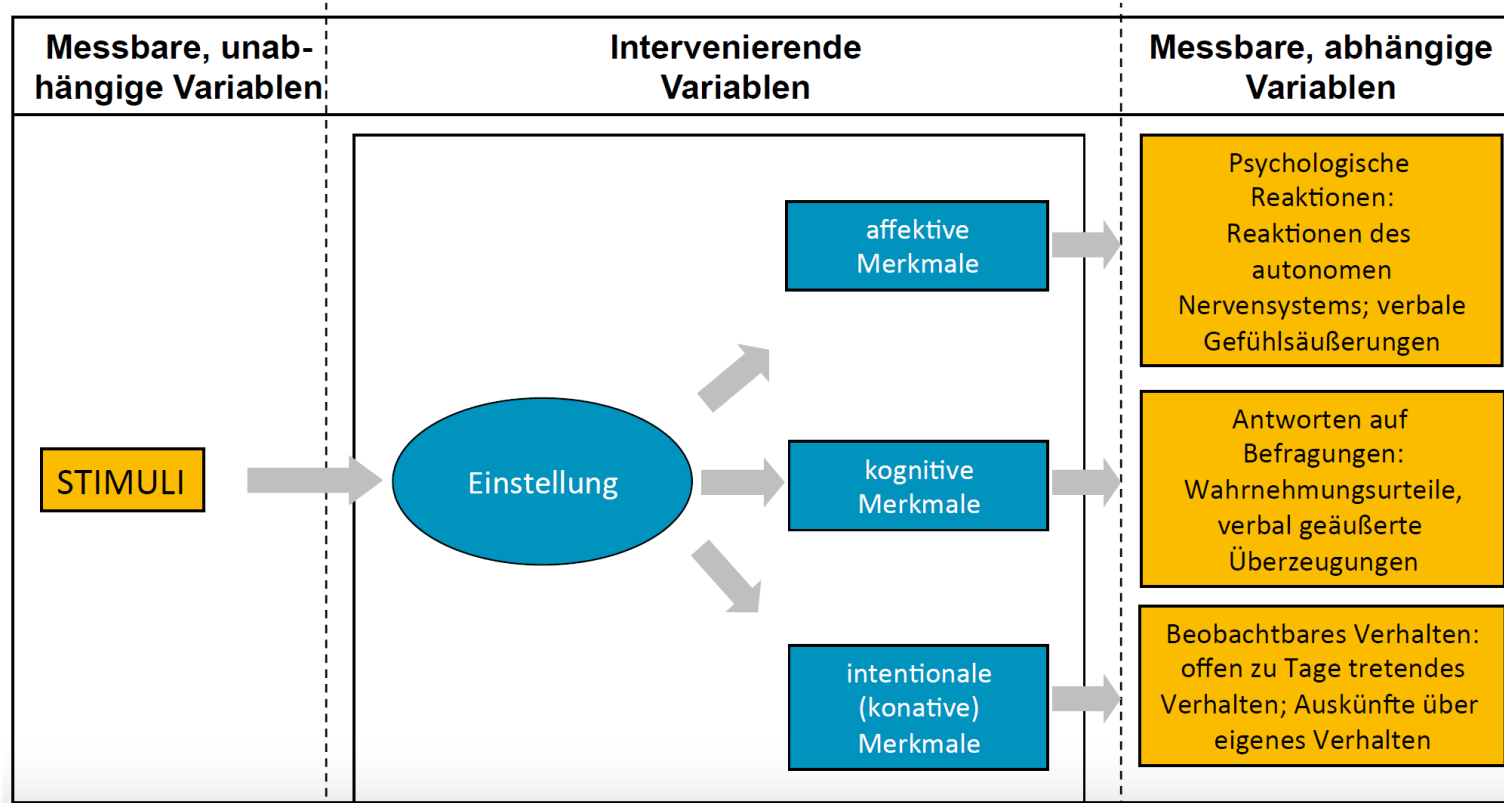 Messbare, unab-
hängige Variablen
Intervenierende
Variablen
Messbare, abhängige
Variablen
STIMULI
Einstellung
affektive
Merkmale
kognitive
Merkmale
intentionale
(konative)
Merkmale
Psychologische
Reaktionen:
Reaktionen des
autonomen
Nervensystems; verbale
Gefühlsäußerungen
Antworten auf
Befragungen:
Wahrnehmungsurteile,
verbal geäußerte
Überzeugungen
Beobachtbares Verhalten:
offen zu Tage tretendes
Verhalten; Auskünfte über
eigenes Verhalten